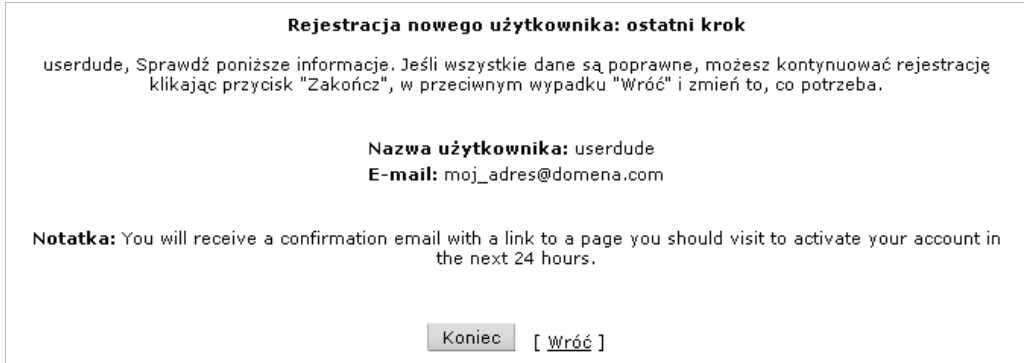 Rejestracja nowego użytkownika: ostatni krok
userdude, Sprawdź poniższe informacje. Jeśli wszystkie dane są poprawne, możesz kontynuować rejestrację
klikając przycisk "Zakończ", w przeciwnym wypadku "Wróć" i zmień to, co potrzeba.
Nazwa użytkownika: userdude
E-mail: moj_adres@domena.com
Notatka: You will receive a confirmation email with a link to a page you should visit to activate your account in
the next 24 hours.
Koniec [ Wróć ]